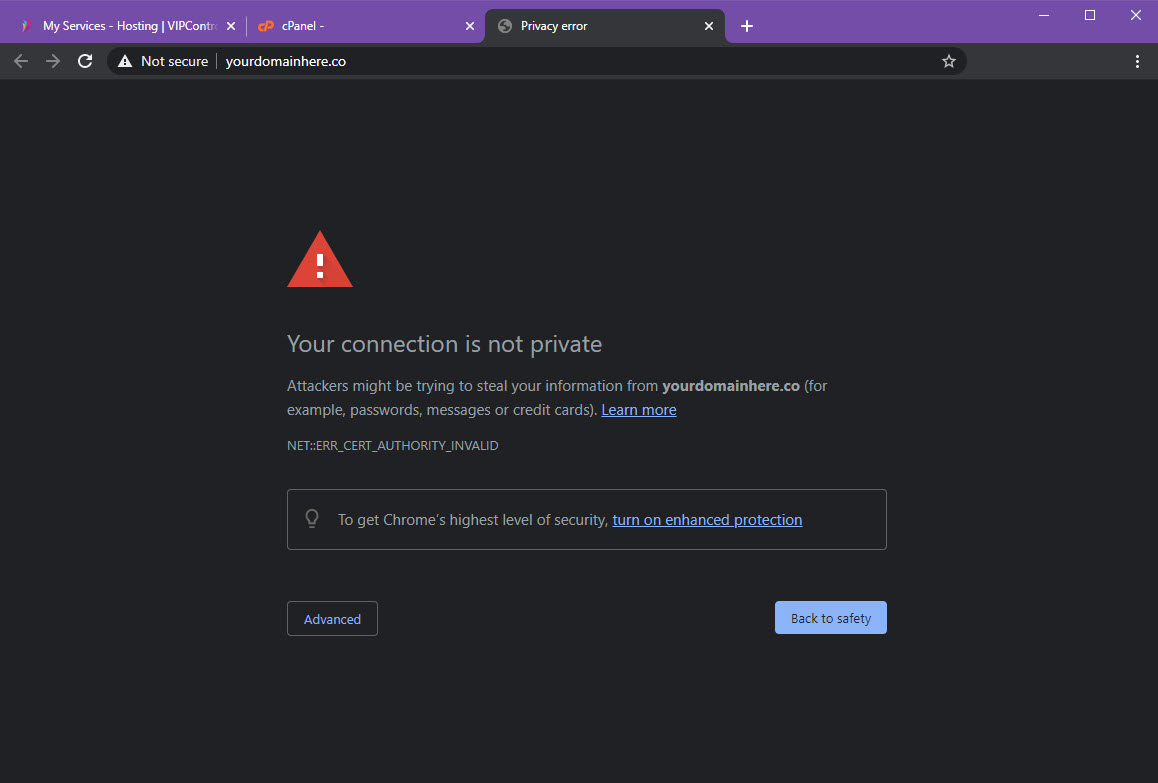 My Services - Hosting | VIPContr
cPanel -
Privacy error
Not secure
yourdomainhere.co
Your connection is not private
Attackers might be trying to steal your information from yourdomainhere.co (for
example, passwords, messages or credit cards). Learn more
NET::ERR_CERT_AUTHORITY_INVALID
To get Chrome's highest level of security, turn on enhanced protection
Advanced
Back to safety